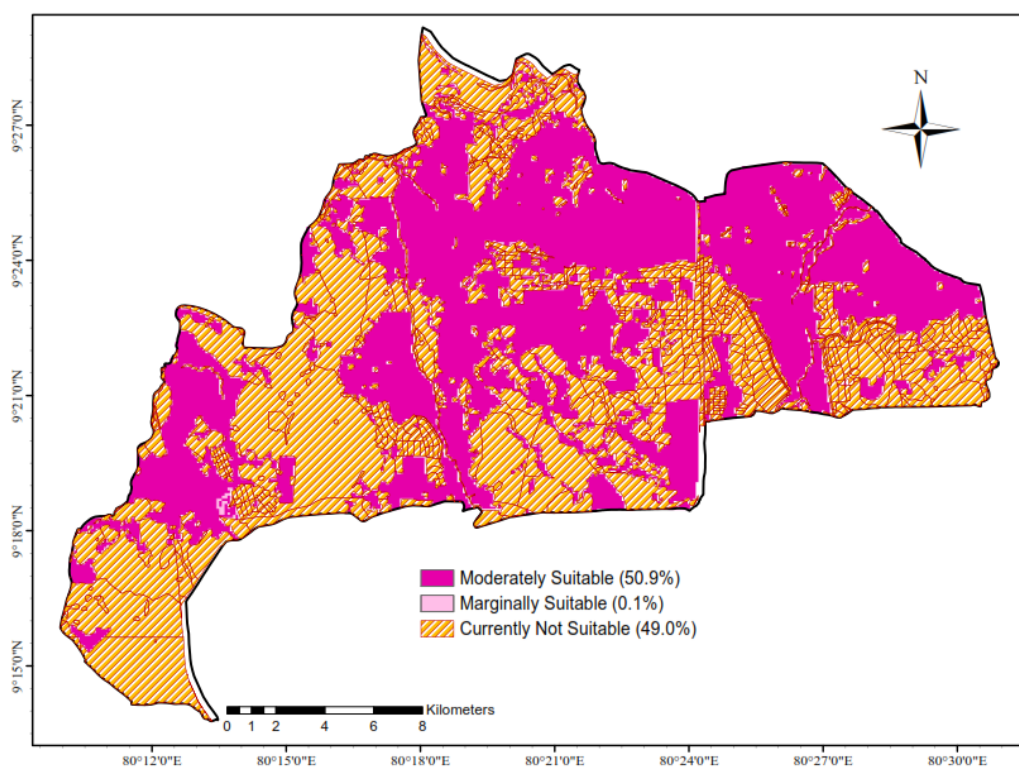 N
9°27'0"N
9°24'0"N
9°21'0"N
9°18'0"N
9°15'0"N
Moderately Suitable (50.9%)
Marginally Suitable (0.1%)
Currently Not Suitable (49.0%)
Kilometers
0 1 2 4 6 8
80°12'0"E 80°15'0"E 80°18'0"E 80°21'0"E 80°24'0"E 80°27'0"E 80°30'0"E